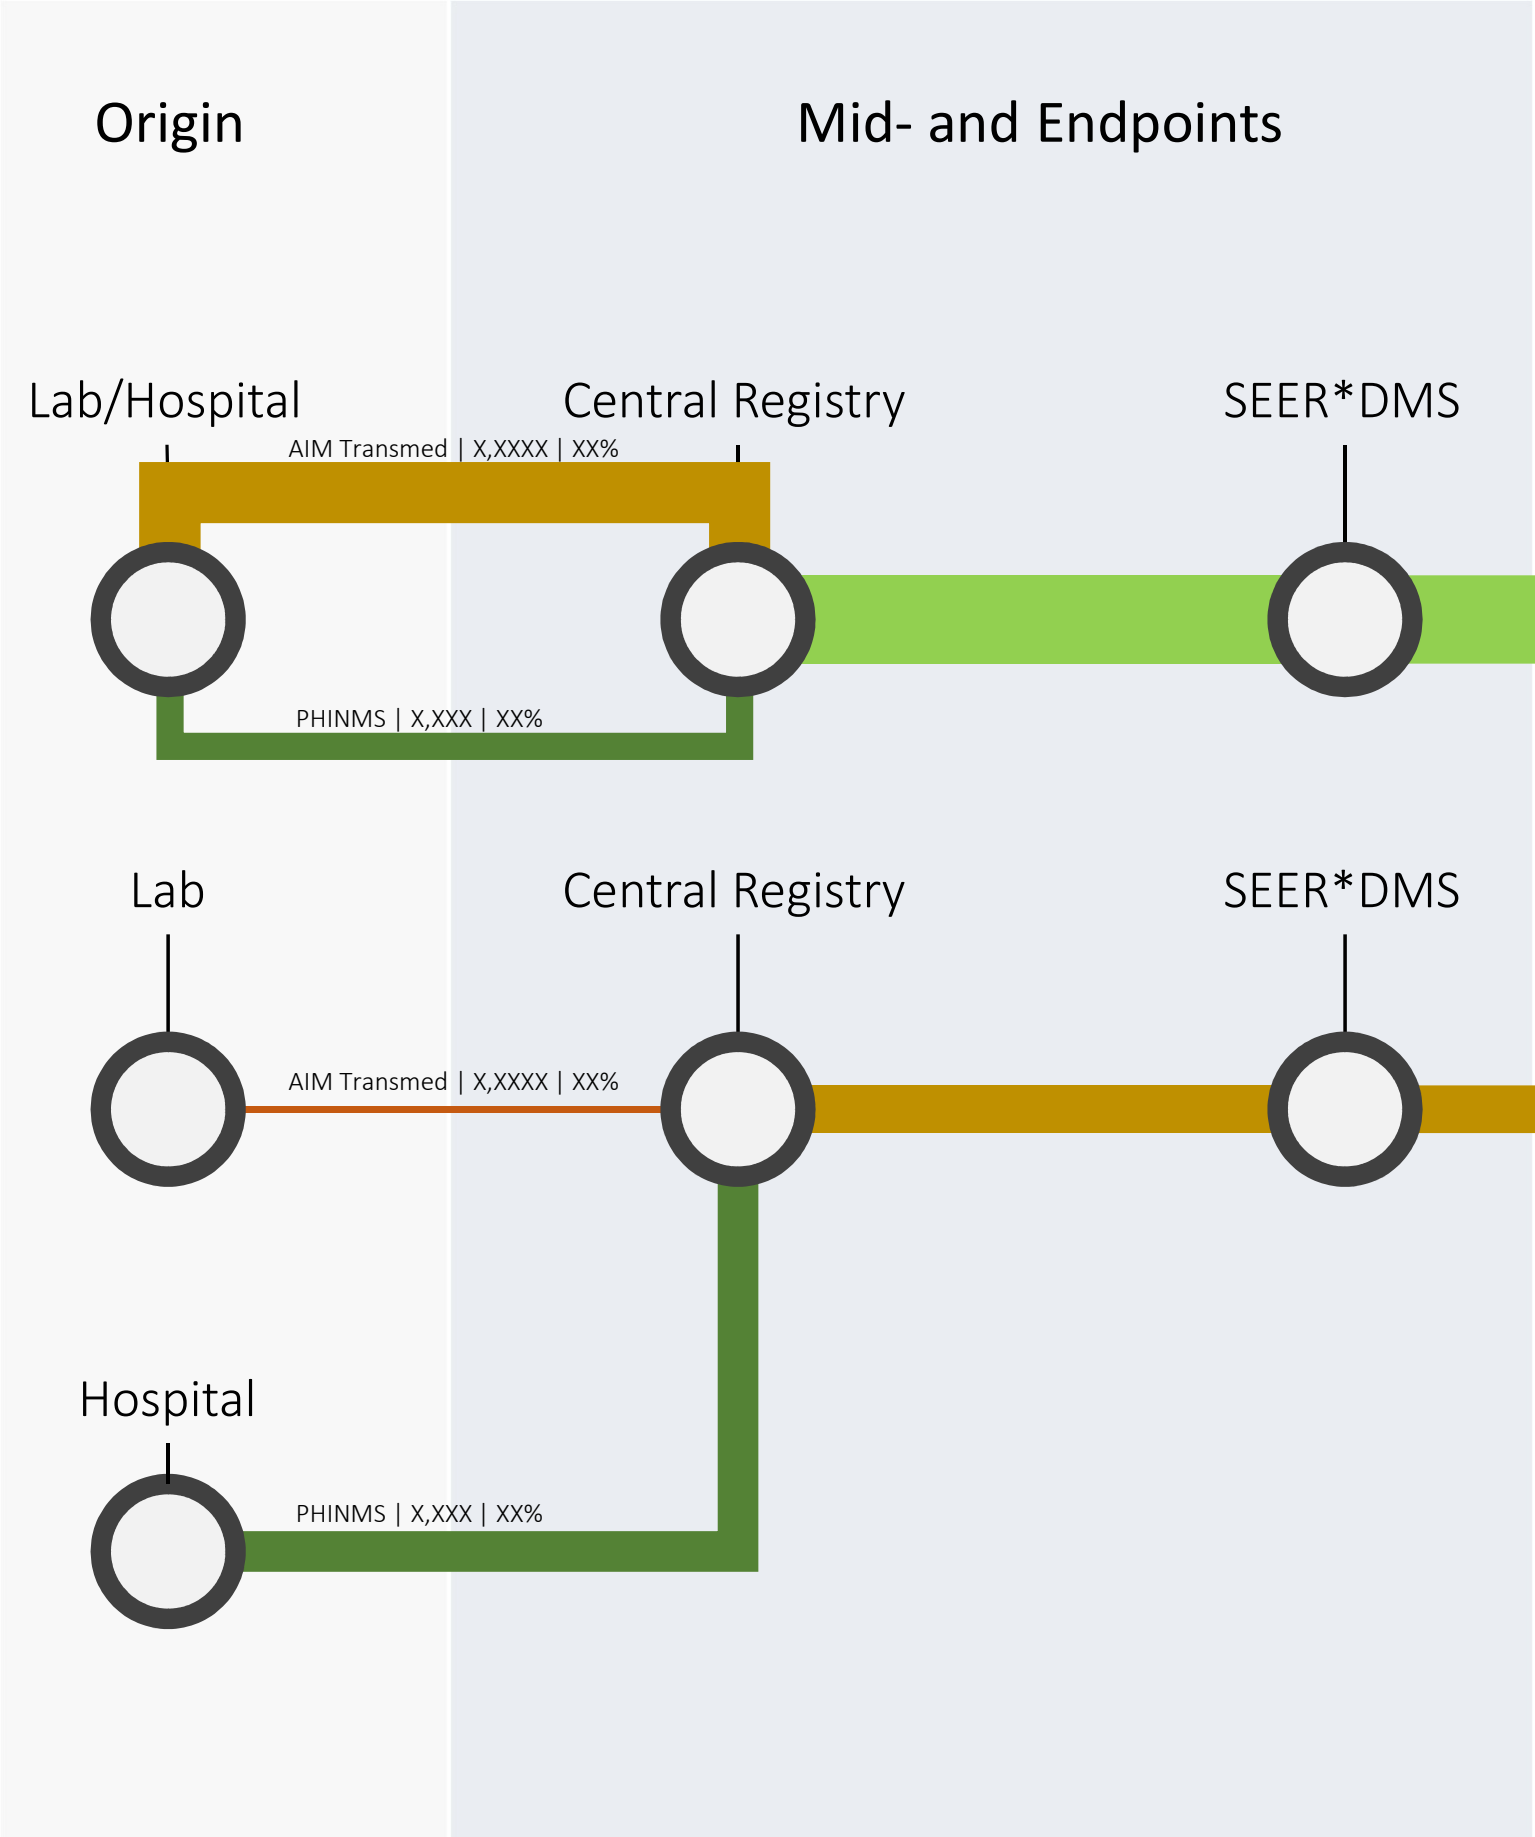 Origin
Mid- and Endpoints
Lab/Hospital
Central Registry
SEER*DMS
AIM Transmed | X,XXXX | XX%
PHINMS | X,XXX | XX%
Lab
Central Registry
SEER*DMS
AIM Transmed | X,XXXX | XX%
Hospital
PHINMS | X,XXX | XX%